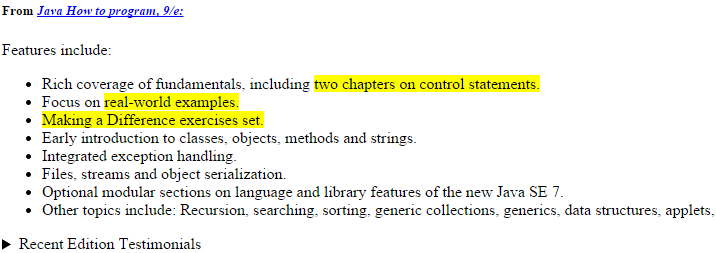 From Java How to program, 9/e:
Features include:
Rich coverage of fundamentals, including two chapters on control statements.
Focus on real-world examples.
Making a Difference exercises set.
Early introduction to classes, objects, methods and strings.
Integrated exception handling.
Files, streams and object serialization.
Optional modular sections on language and library features of the new Java SE 7.
Other topics include: Recursion, searching, sorting, generic collections, generics, data structures, applets,
Recent Edition Testimonials